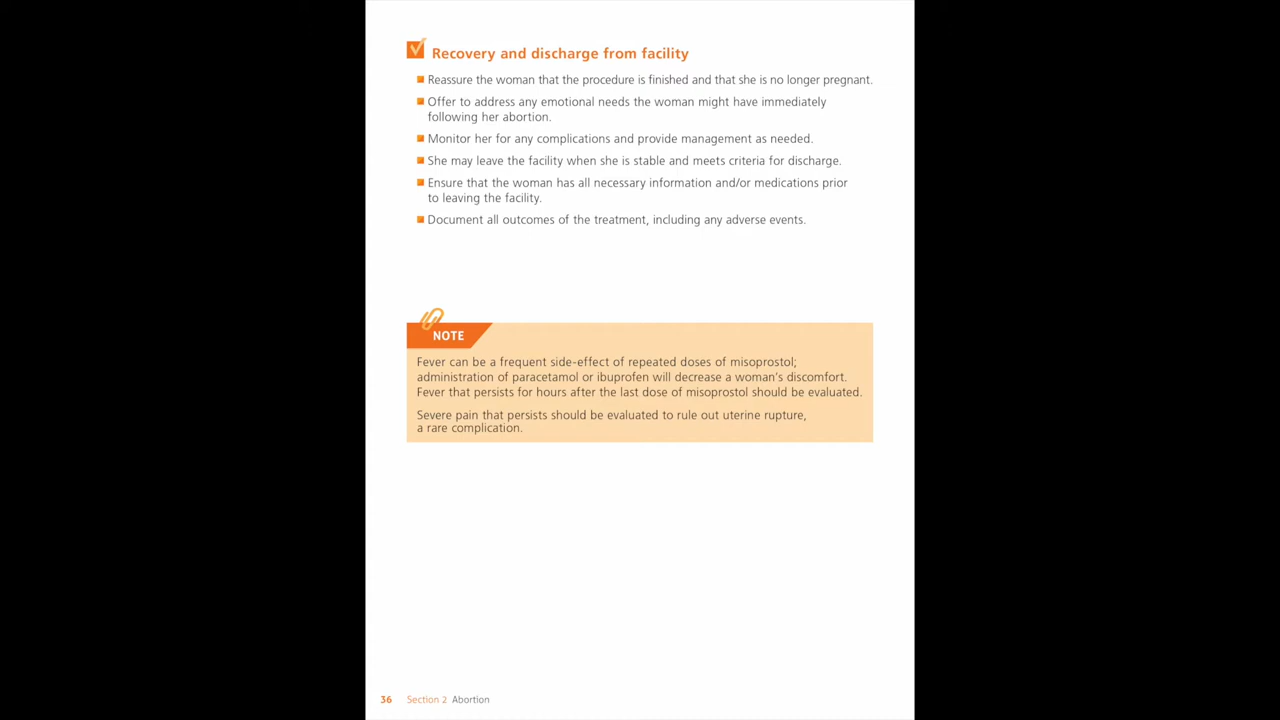 Recovery and discharge from facility
Reassure the woman that the procedure is finished and that she is no longer pregnant.
Offer to address any emotional needs the woman might have immediately
following her abortion.
Monitor her for any complications and provide management as needed.
She may leave the facility when she is stable and meets criteria for discharge.
Ensure that the woman has all necessary information and/or medications prior
to leaving the facility.
Document all outcomes of the treatment, including any adverse events.
NOTE
Fever can be a frequent side-effect of repeated doses of misoprostol;
administration of paracetamol or ibuprofen will decrease a woman's discomfort.
Fever that persists for hours after the last dose of misoprostol should be evaluated.
Severe pain that persists should be evaluated to rule out uterine rupture,
a rare complication.
36 Section 2 Abortion